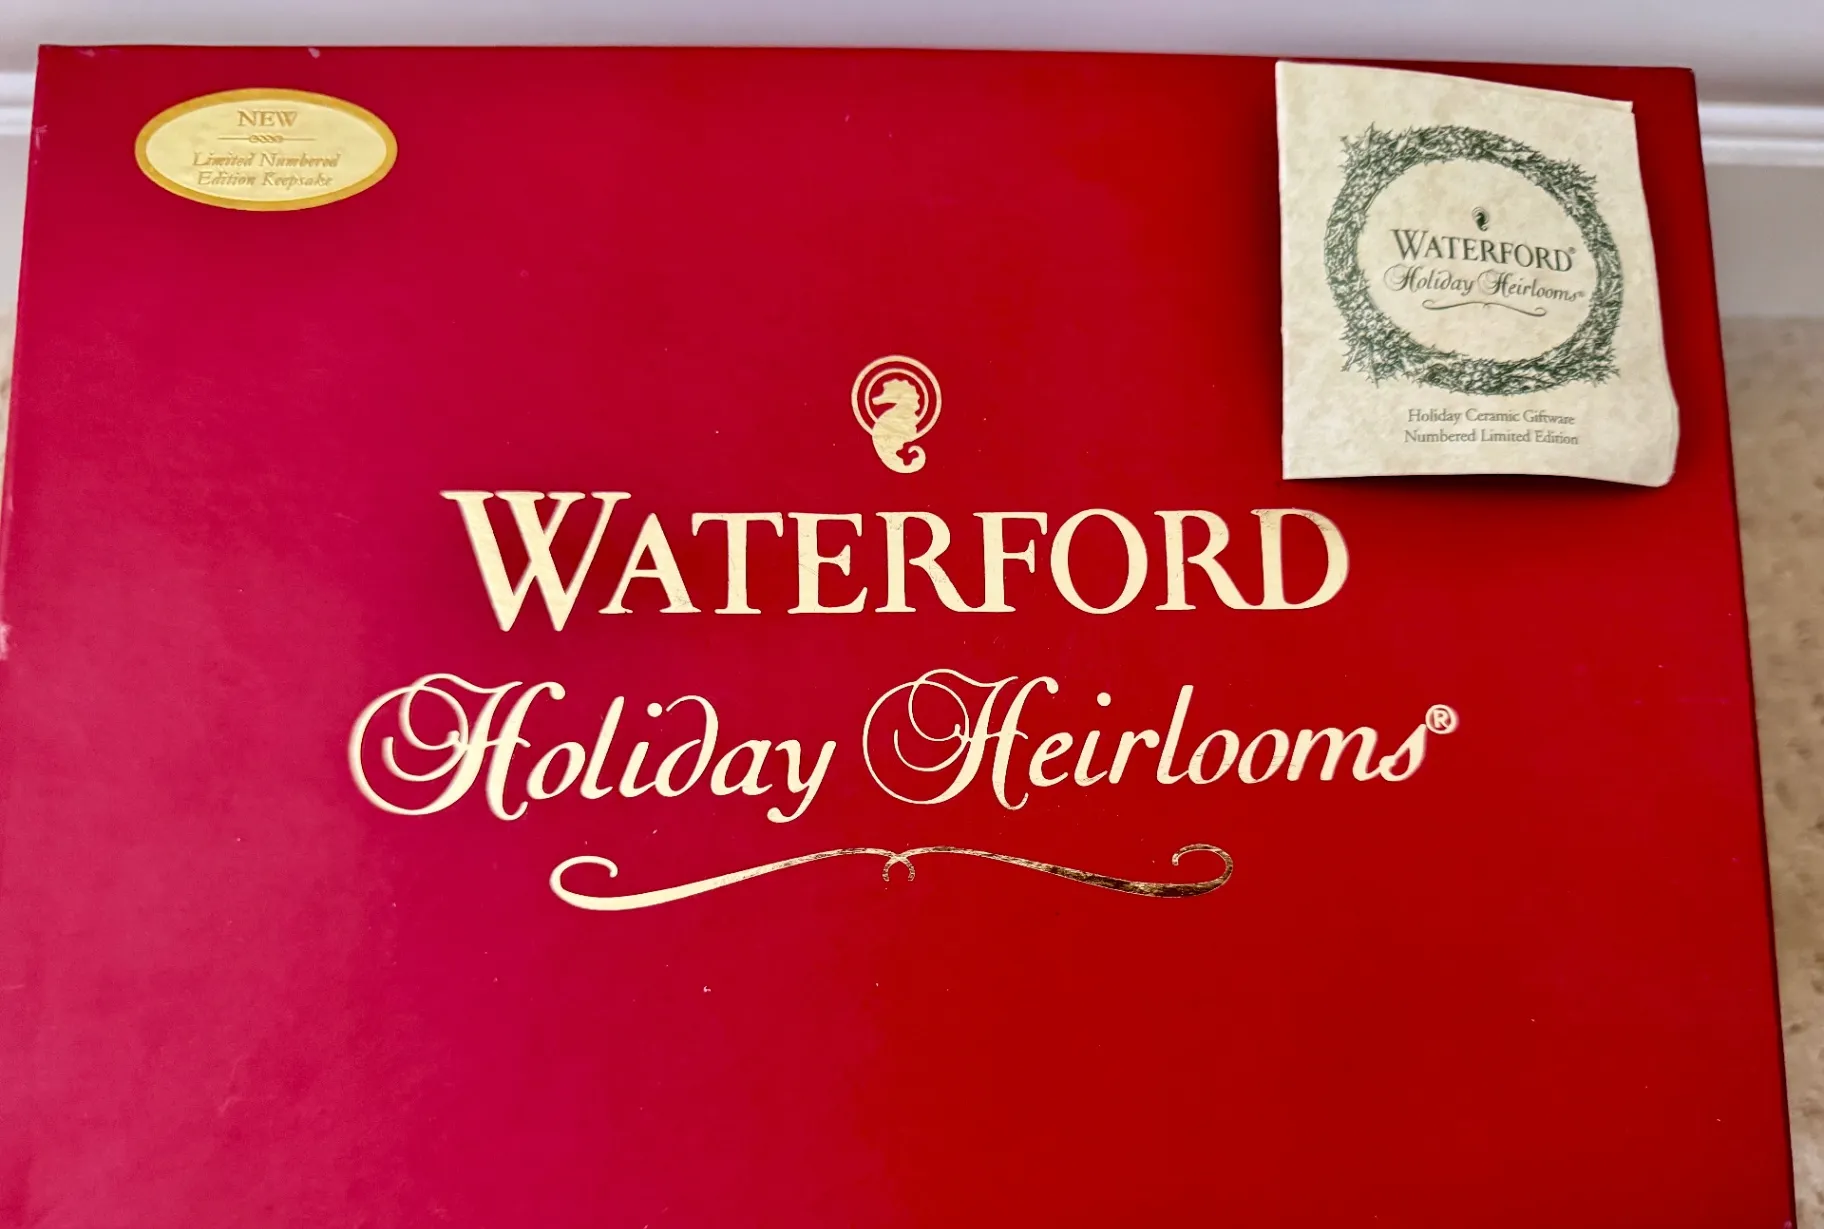 NEW
Limited Numbered
Edition Keepsake
WATERFORD®
Holiday Heirlooms®
Holiday Ceramic Giftware
Numbered Limited Edition
WATERFORD
Holiday Heirlooms®